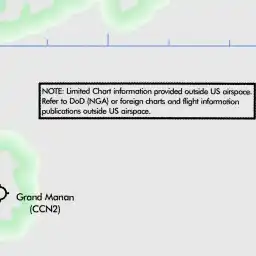 NOTE: Limited Chart information provided outside US airspace.
Refer to DoD (NGA) or foreign charts and flight information
publications outside US airspace.
Grand Manan
(CCN2)